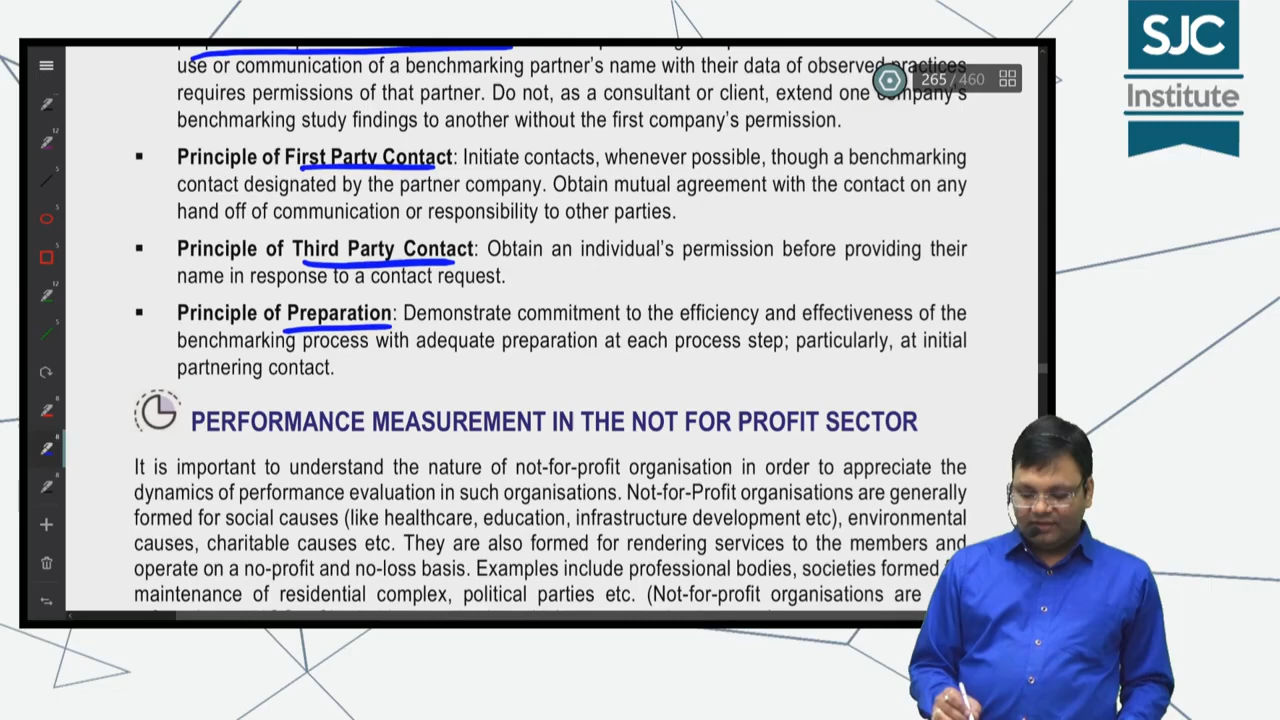 SJC
Institute
265 / 460
use or communication of a benchmarking partner's name with their data of observed practices
requires permissions of that partner. Do not, as a consultant or client, extend one company's
benchmarking study findings to another without the first company's permission.
▪ Principle of First Party Contact: Initiate contacts, whenever possible, though a benchmarking
contact designated by the partner company. Obtain mutual agreement with the contact on any
hand off of communication or responsibility to other parties.
▪ Principle of Third Party Contact: Obtain an individual's permission before providing their
name in response to a contact request.
▪ Principle of Preparation: Demonstrate commitment to the efficiency and effectiveness of the
benchmarking process with adequate preparation at each process step; particularly, at initial
partnering contact.
PERFORMANCE MEASUREMENT IN THE NOT FOR PROFIT SECTOR
It is important to understand the nature of not-for-profit organisation in order to appreciate the
dynamics of performance evaluation in such organisations. Not-for-Profit organisations are generally
formed for social causes (like healthcare, education, infrastructure development etc), environmental
causes, charitable causes etc. They are also formed for rendering services to the members and
operate on a no-profit and no-loss basis. Examples include professional bodies, societies formed
maintenance of residential complex, political parties etc. (Not-for-profit organisations are